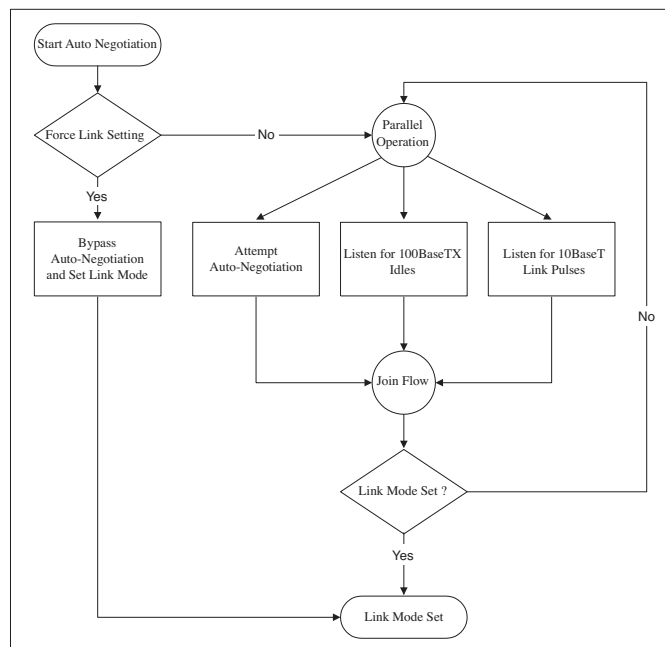 Start Auto Negotiation
Force Link Setting
No
Parallel
Operation
Yes
Bypass
Auto-Negotiation
and Set Link Mode
Attempt
Auto-Negotiation
Listen for 100BaseTX
Idles
Listen for 10BaseT
Link Pulses
No
Join Flow
Link Mode Set ?
Yes
Link Mode Set